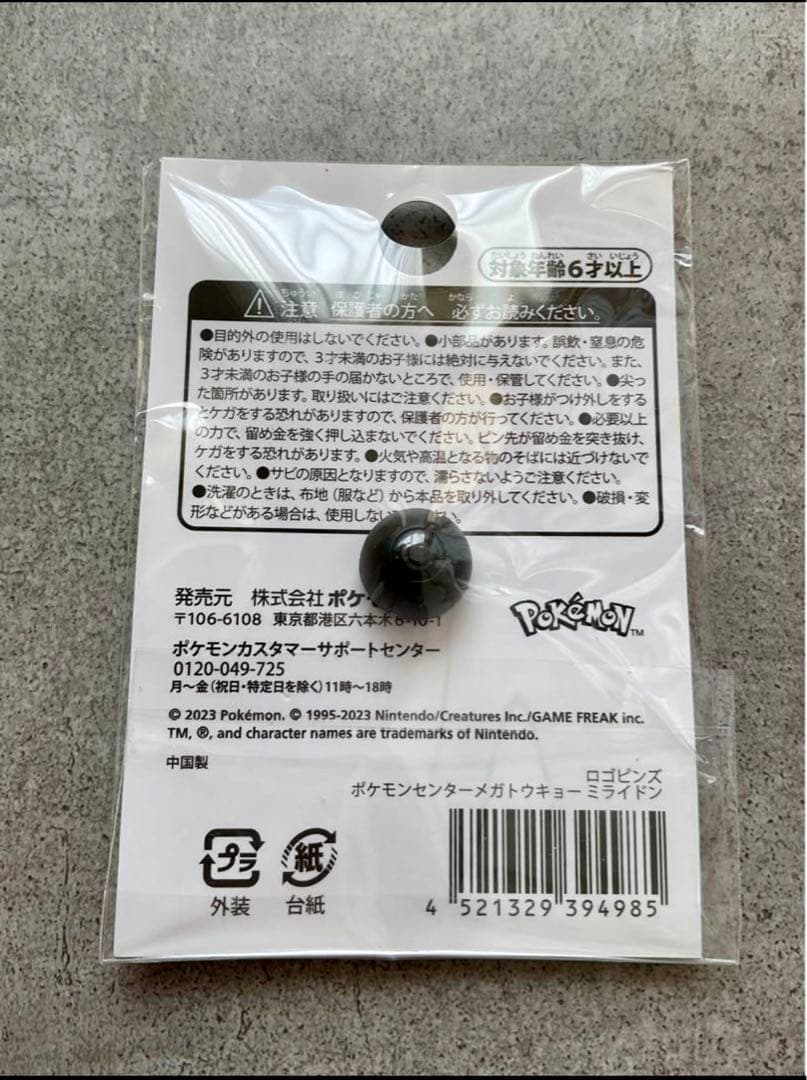 たいしょうねんれい さい いじょう
対象年齢6才以上
ちゅうい ほごしゃ かた かなら よ
注意 保護者の方へ 必ずお読みください。
●目的外の使用はしないでください。●小部品があります。誤飲・窒息の危
険がありますので、3才未満のお子様には絶対に与えないでください。また、
3才未満のお子様の手の届かないところで、使用・保管してください。●尖っ
た箇所があります。取り扱いにはご注意ください。●お子様がつけ外しをする
とケガをする恐れがありますので、保護者の方が行ってください。●必要以上
の力で、留め金を強く押し込まないでください。ピン先が留め金を突き抜け、
ケガをする恐れがあります。●火気や高温となる物のそばには近づけないで
ください。●サビの原因となりますので、濡らさないようご注意ください。
●洗濯のときは、布地(服など)から本品を取り外してください。●破損・変
形などがある場合は、使用しない
発売元 株式会社 ポケ
〒106-6108 東京都港区六本木6-10-1
ポケモンカスタマーサポートセンター
0120-049-725
月~金(祝日・特定日を除く)11時~18時
POKéMON TM
© 2023 Pokémon. © 1995-2023 Nintendo/Creatures Inc./GAME FREAK inc.
TM, ®, and character names are trademarks of Nintendo.
中国製
ロゴピンズ
ポケモンセンターメガトウキョー ミライドン
プラ
外装
紙
台紙
4 521329 394985